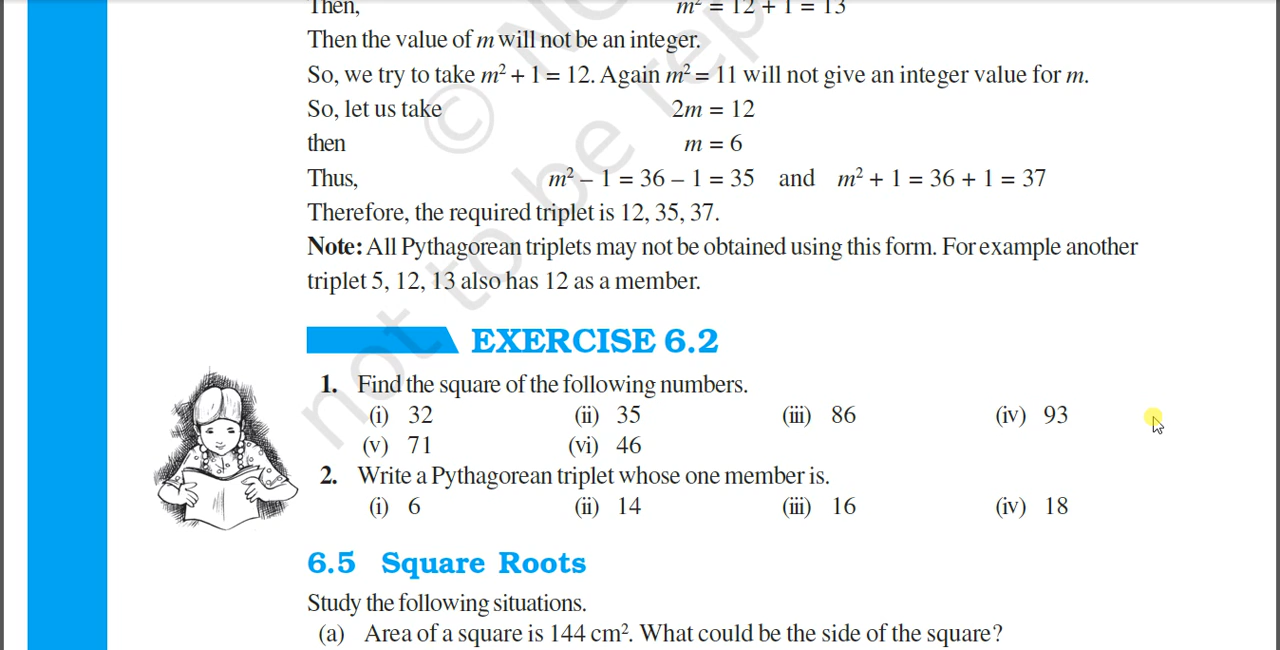 Then, m² = 12 + 1 = 13
Then the value of m will not be an integer.
So, we try to take m² + 1 = 12. Again m² = 11 will not give an integer value for m.
So, let us take 2m = 12
then m = 6
Thus, m² – 1 = 36 – 1 = 35 and m² + 1 = 36 + 1 = 37
Therefore, the required triplet is 12, 35, 37.
Note: All Pythagorean triplets may not be obtained using this form. For example another
triplet 5, 12, 13 also has 12 as a member.
EXERCISE 6.2
1. Find the square of the following numbers.
(i) 32 (ii) 35 (iii) 86 (iv) 93
(v) 71 (vi) 46
2. Write a Pythagorean triplet whose one member is.
(i) 6 (ii) 14 (iii) 16 (iv) 18
6.5 Square Roots
Study the following situations.
(a) Area of a square is 144 cm². What could be the side of the square?
not to be rep
©